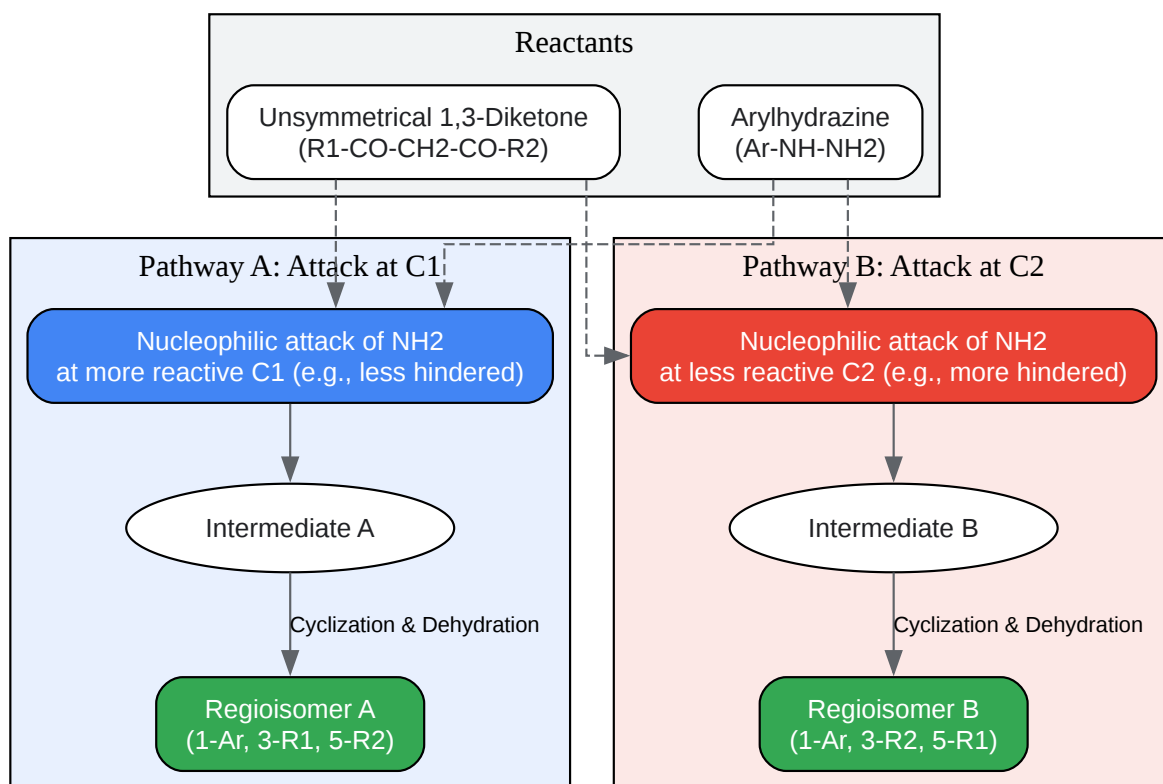 Reactants
Unsymmetrical 1,3-Diketone
(R1-CO-CH2-CO-R2)
Arylhydrazine
(Ar-NH-NH2)
Pathway A: Attack at C1
Nucleophilic attack of NH2
at more reactive C1 (e.g., less hindered)
Intermediate A
Cyclization & Dehydration
Regioisomer A
(1-Ar, 3-R1, 5-R2)
Pathway B: Attack at C2
Nucleophilic attack of NH2
at less reactive C2 (e.g., more hindered)
Intermediate B
Cyclization & Dehydration
Regioisomer B
(1-Ar, 3-R2, 5-R1)